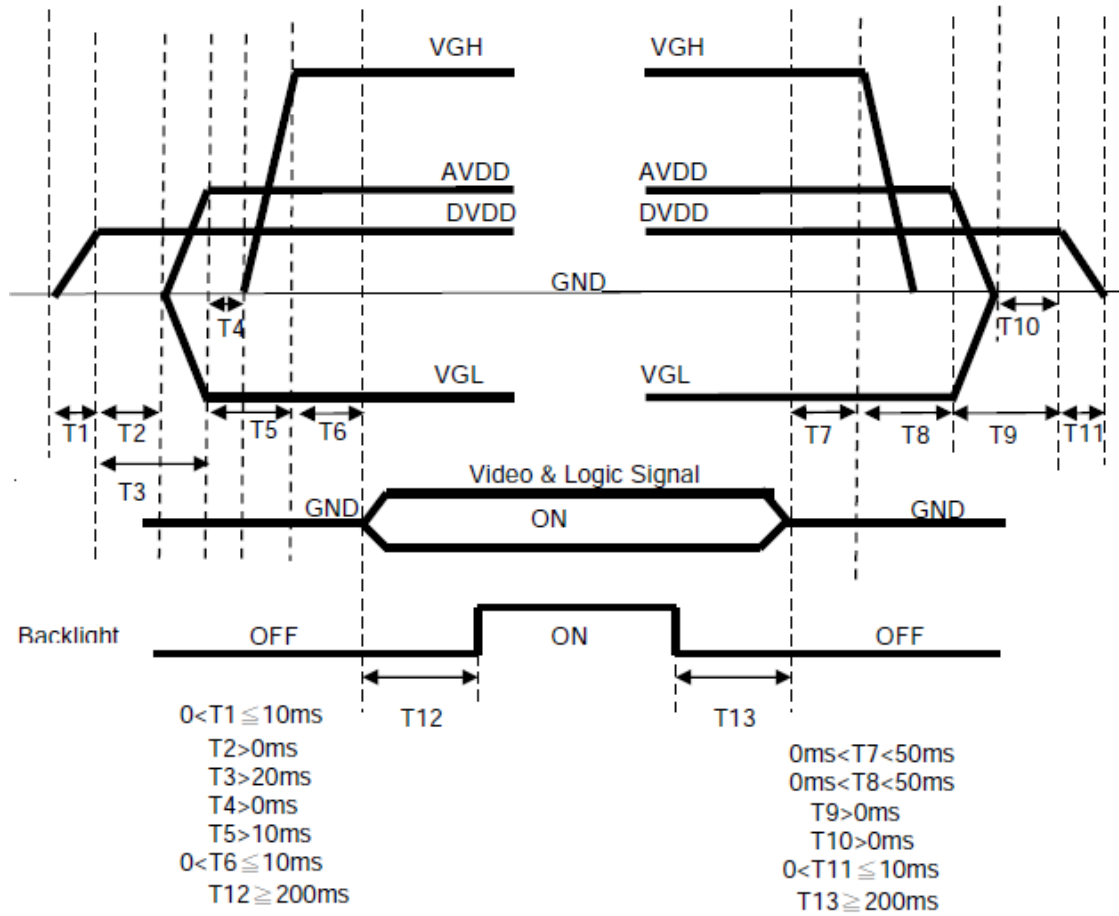 VGH VGH
AVDD AVDD
DVDD DVDD
GND
T4 T10
VGL VGL
T1 T2 T5 T6 T7 T8 T9 T11
T3
Video & Logic Signal
GND ON GND
Backlight OFF ON OFF
T12 T13
0<T1≦10ms
T2>0ms
T3>20ms
T4>0ms
T5>10ms
0<T6≦10ms
T12≧200ms
0ms<T7<50ms
0ms<T8<50ms
T9>0ms
T10>0ms
0<T11≦10ms
T13≧200ms